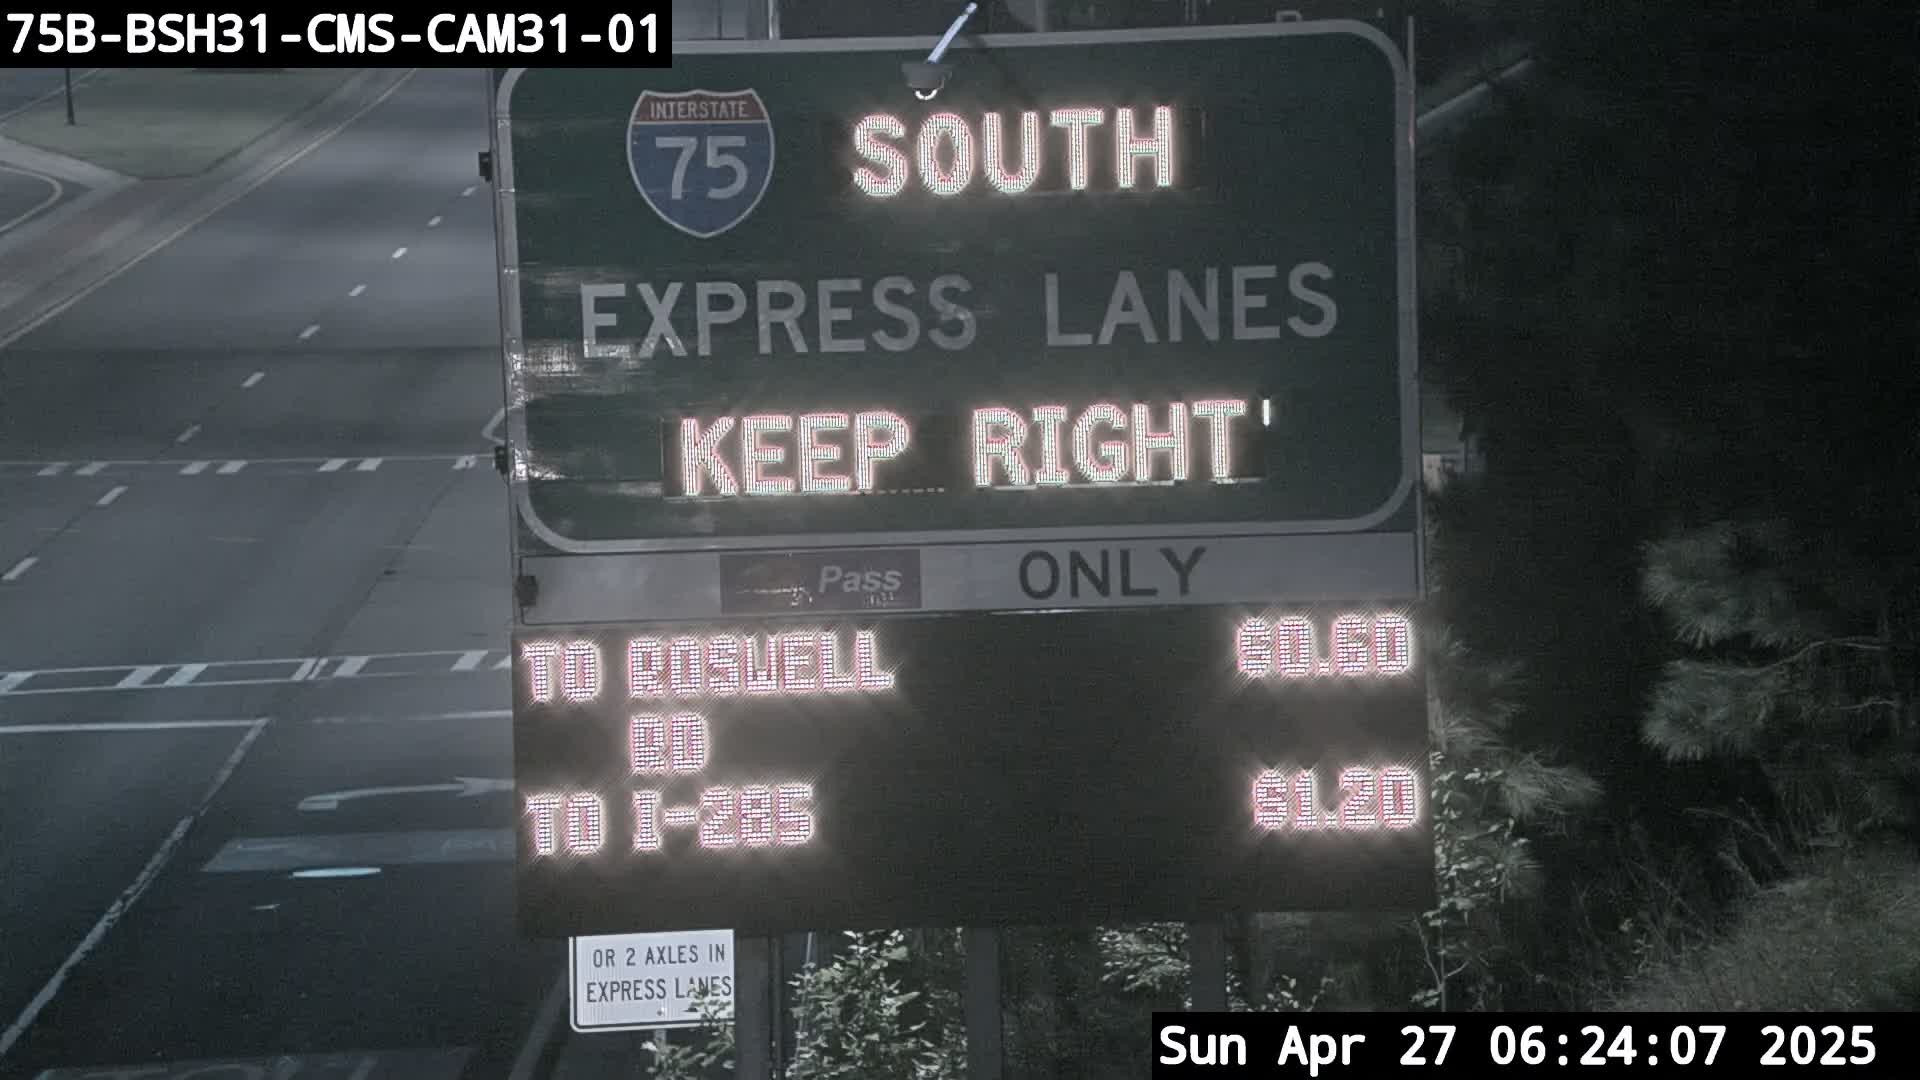 75B-BSH31-CMS-CAM31-01
INTERSTATE
75
SOUTH
EXPRESS LANES
KEEP RIGHT
Pass ONLY
TO ROSWELL $0.60
RD
TO I-285 $1.20
OR 2 AXLES IN
EXPRESS LANES
Sun Apr 27 06:24:07 2025